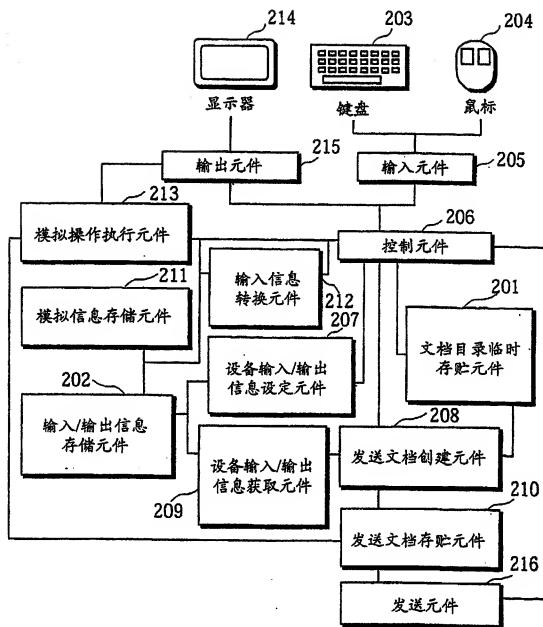 214
203
204
显示器
键盘
鼠标
输出元件
215
输入元件
205
213
模拟操作执行元件
206
控制元件
211
模拟信息存储元件
输入信息
转换元件
212
201
文档目录临时
存贮元件
207
设备输入/输出
信息设定元件
202
输入/输出信息
存储元件
208
发送文档创建元件
设备输入/输出
信息获取元件
209
210
发送文档存贮元件
216
发送元件